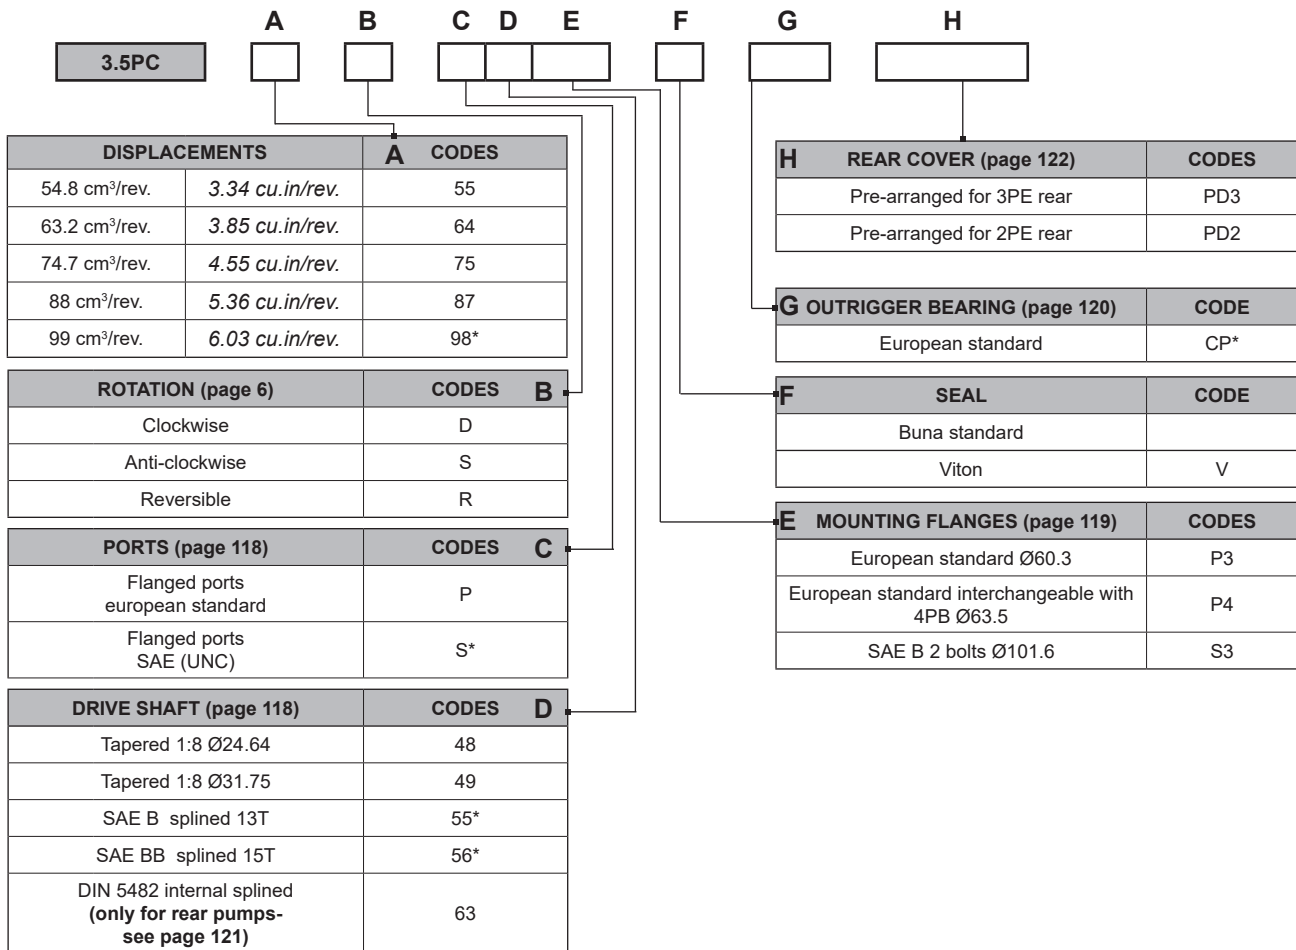 A B C D E F G H
3.5PC
DISPLACEMENTS A CODES
54.8 cm³/rev. 3.34 cu.in/rev. 55
63.2 cm³/rev. 3.85 cu.in/rev. 64
74.7 cm³/rev. 4.55 cu.in/rev. 75
88 cm³/rev. 5.36 cu.in/rev. 87
99 cm³/rev. 6.03 cu.in/rev. 98*
ROTATION (page 6) CODES B
Clockwise D
Anti-clockwise S
Reversible R
PORTS (page 118) CODES C
Flanged ports
european standard P
Flanged ports
SAE (UNC) S*
DRIVE SHAFT (page 118) CODES D
Tapered 1:8 Ø24.64 48
Tapered 1:8 Ø31.75 49
SAE B splined 13T 55*
SAE BB splined 15T 56*
DIN 5482 internal splined
(only for rear pumps-
see page 121) 63
H REAR COVER (page 122) CODES
Pre-arranged for 3PE rear PD3
Pre-arranged for 2PE rear PD2
G OUTRIGGER BEARING (page 120) CODE
European standard CP*
F SEAL CODE
Buna standard
Viton V
E MOUNTING FLANGES (page 119) CODES
European standard Ø60.3 P3
European standard interchangeable with
4PB Ø63.5 P4
SAE B 2 bolts Ø101.6 S3